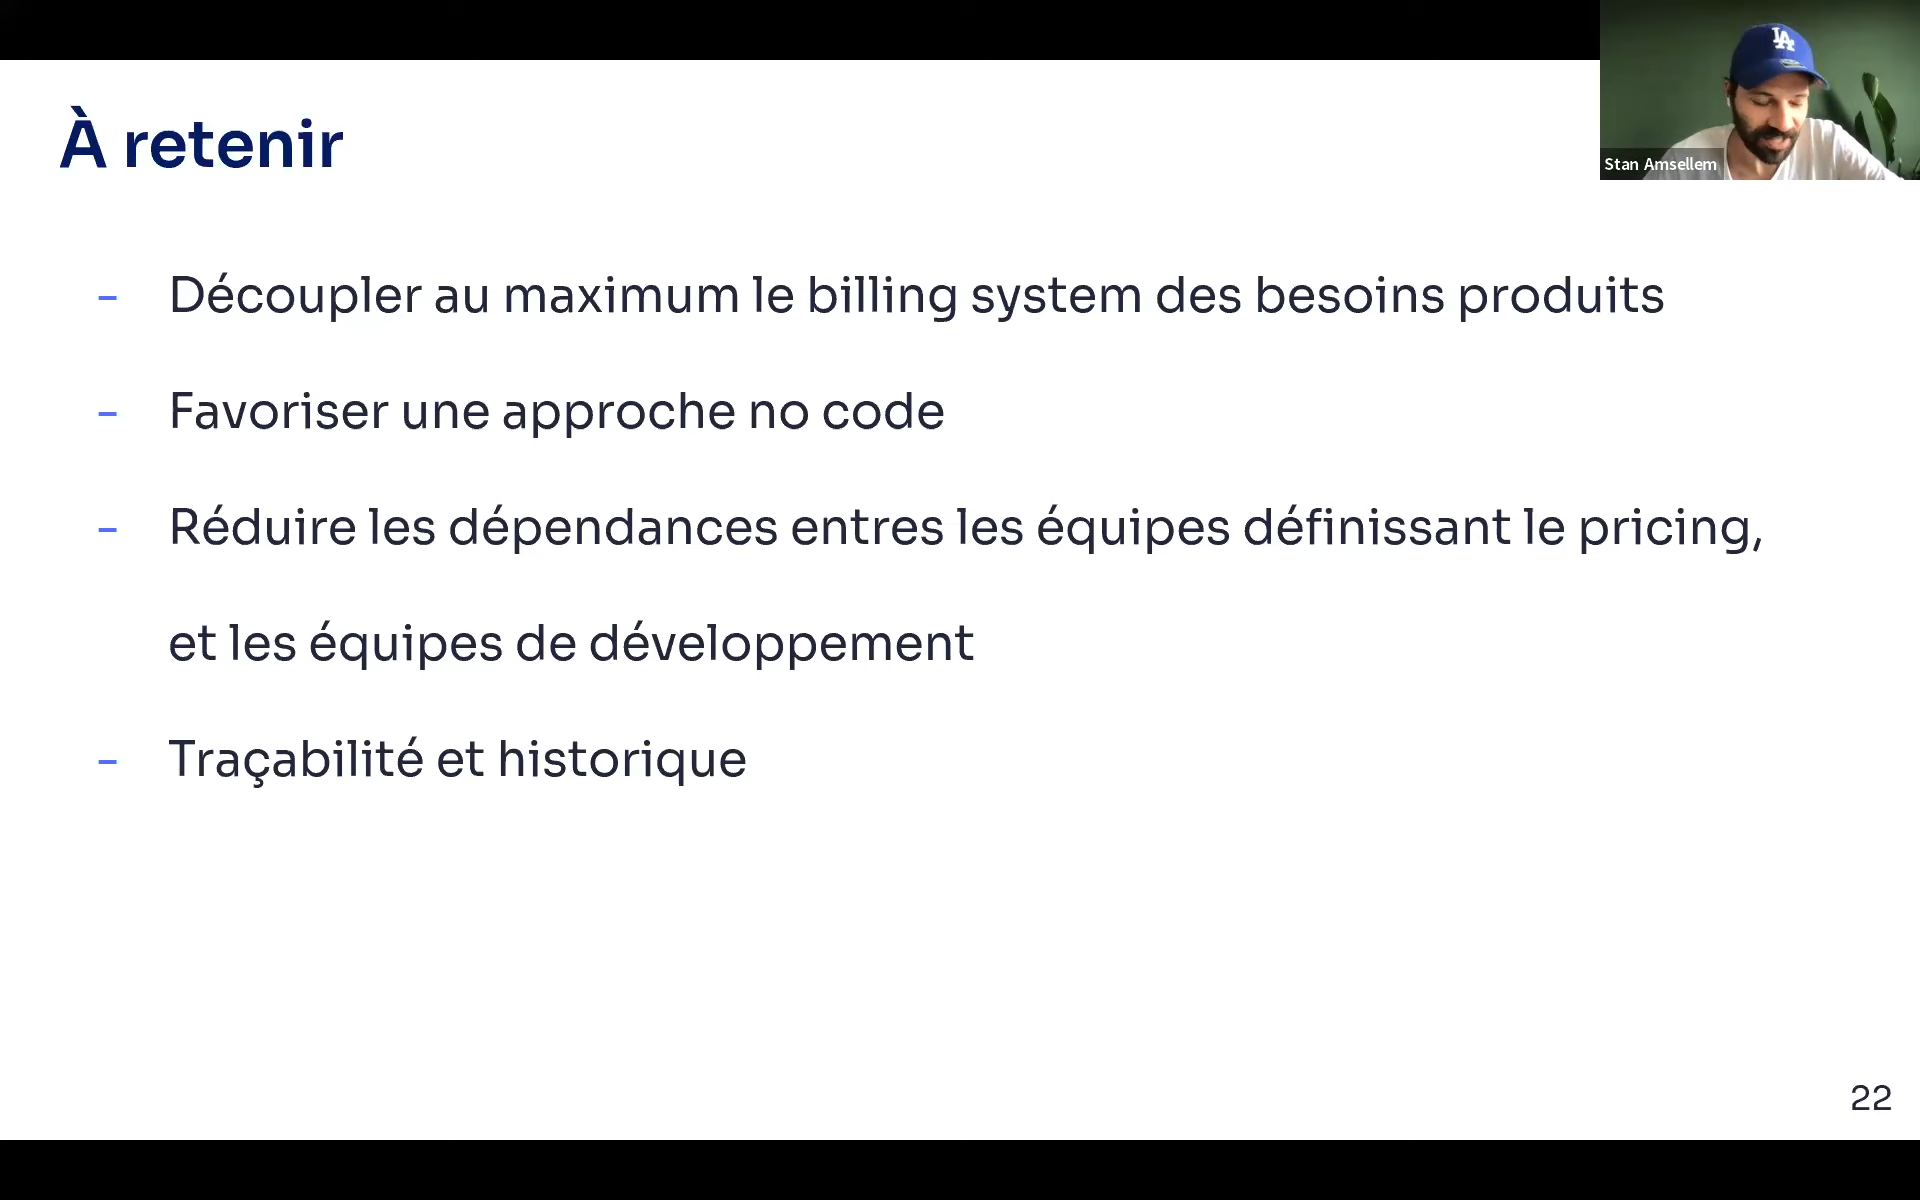 À retenir
LA
Stan Amsellem
- Découpler au maximum le billing system des besoins produits
- Favoriser une approche no code
- Réduire les dépendances entres les équipes définissant le pricing,
et les équipes de développement
- Traçabilité et historique
22